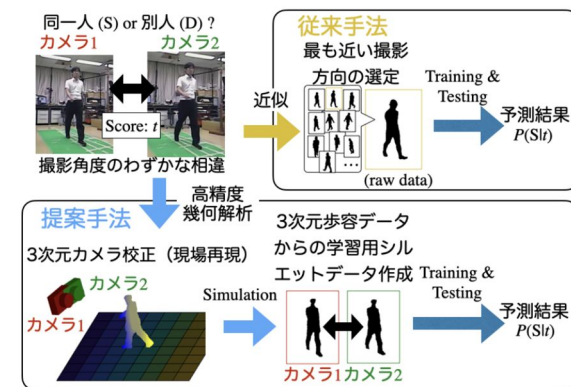 同一人 (S) or 別人 (D) ?
カメラ1
カメラ2
Score: t
撮影角度のわずかな相違
近似
従来手法
最も近い撮影
方向の選定
(raw data)
Training &
Testing
予測結果
P(S|t)
高精度
幾何解析
提案手法
3次元カメラ校正（現場再現）
カメラ2
カメラ1
Simulation
3次元歩容データ
からの学習用シル
エットデータ作成
カメラ1
カメラ2
Training &
Testing
予測結果
P(S|t)